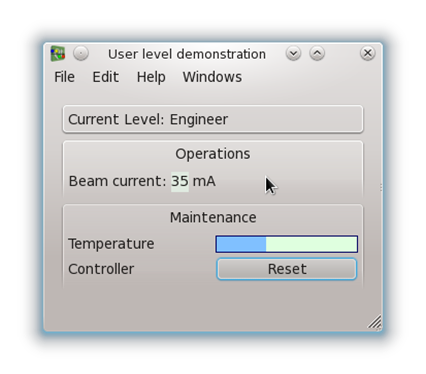 User level demonstration
File Edit Help Windows
Current Level: Engineer
Operations
Beam current: 35 mA
Maintenance
Temperature
Controller Reset